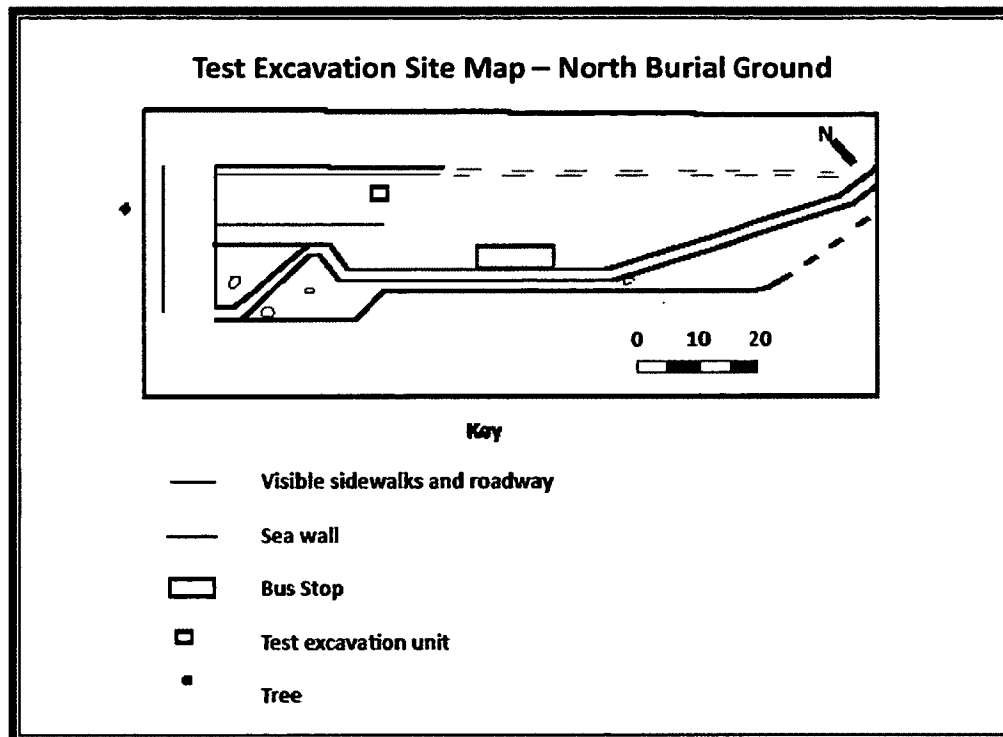 Test Excavation Site Map – North Burial Ground
N
0 10 20
Key
Visible sidewalks and roadway
Sea wall
Bus Stop
Test excavation unit
Tree